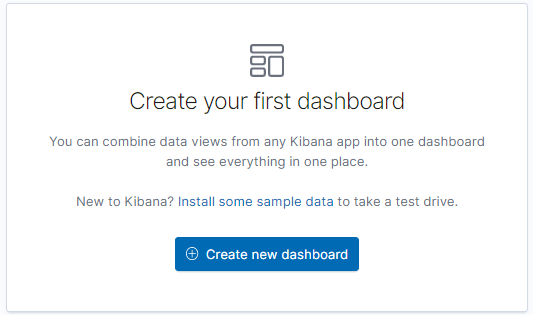 Create your first dashboard
You can combine data views from any Kibana app into one dashboard
and see everything in one place.
New to Kibana? Install some sample data to take a test drive.
Create new dashboard